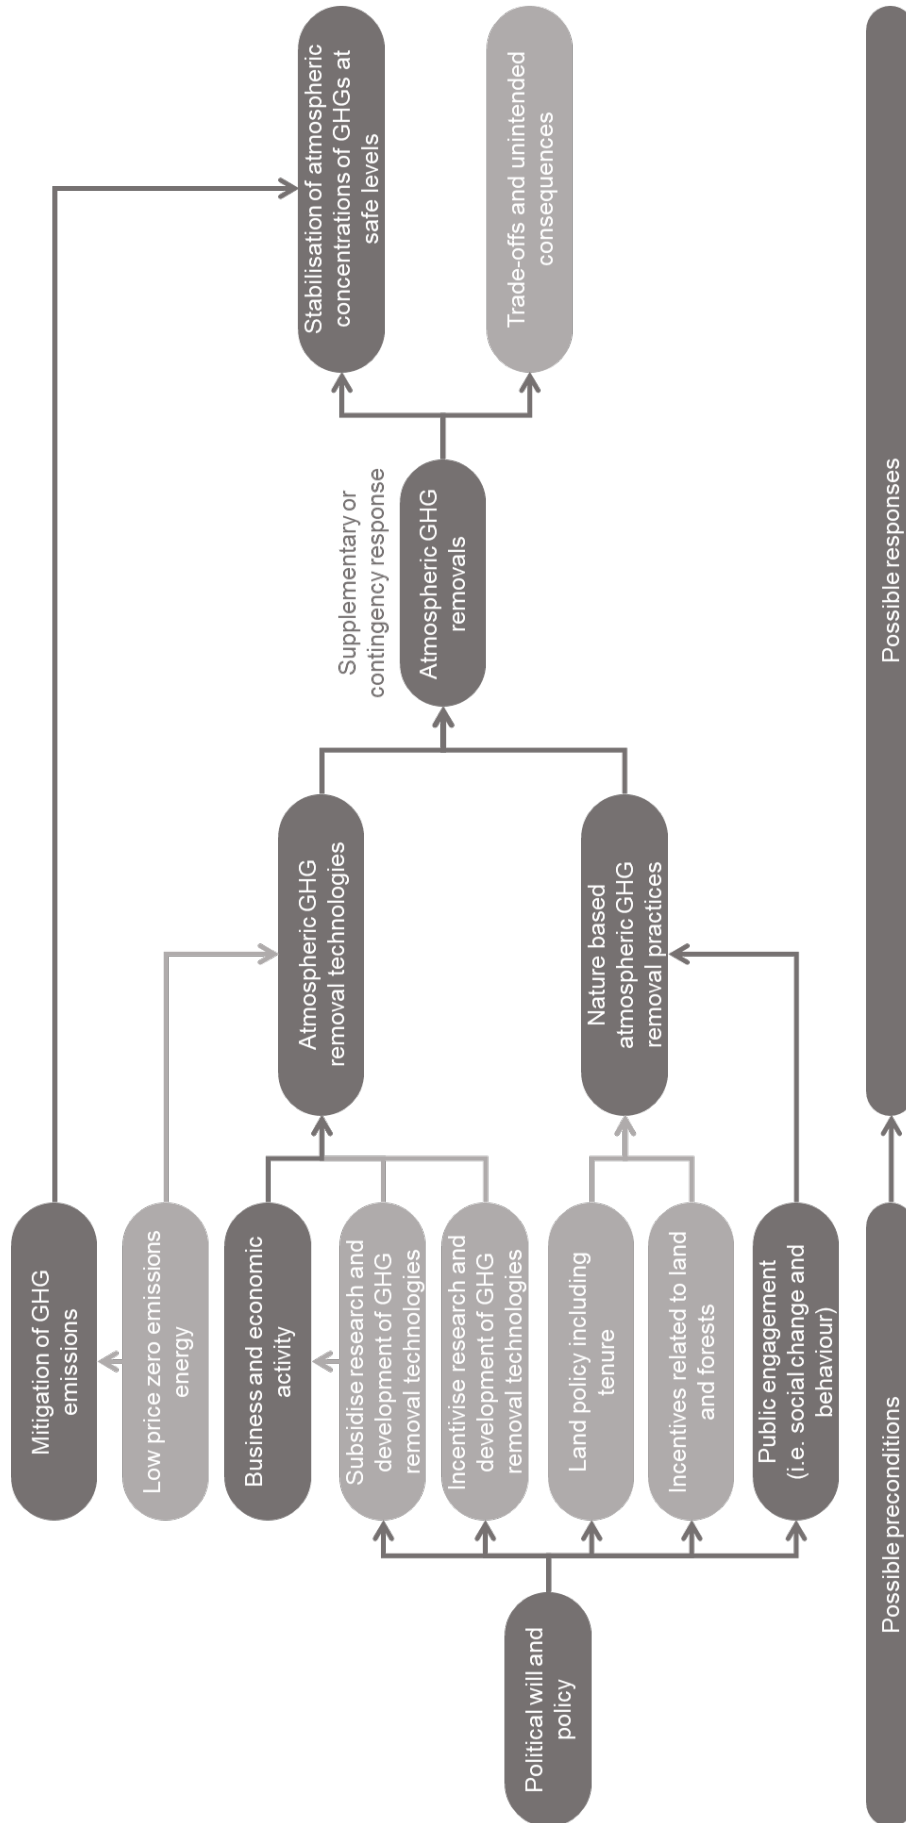 Political will and
policy
Mitigation of GHG
emissions
Low price zero emissions
energy
Business and economic
activity
Subsidise research and
development of GHG
removal technologies
Incentivise research and
development of GHG
removal technologies
Land policy including
tenure
Incentives related to land
and forests
Public engagement
(i.e. social change and
behaviour)
Atmospheric GHG
removal technologies
Nature based
atmospheric GHG
removal practices
Supplementary or
contingency response
Atmospheric GHG
removals
Stabilisation of atmospheric
concentrations of GHGs at
safe levels
Trade-offs and unintended
consequences
Possible preconditions
Possible responses